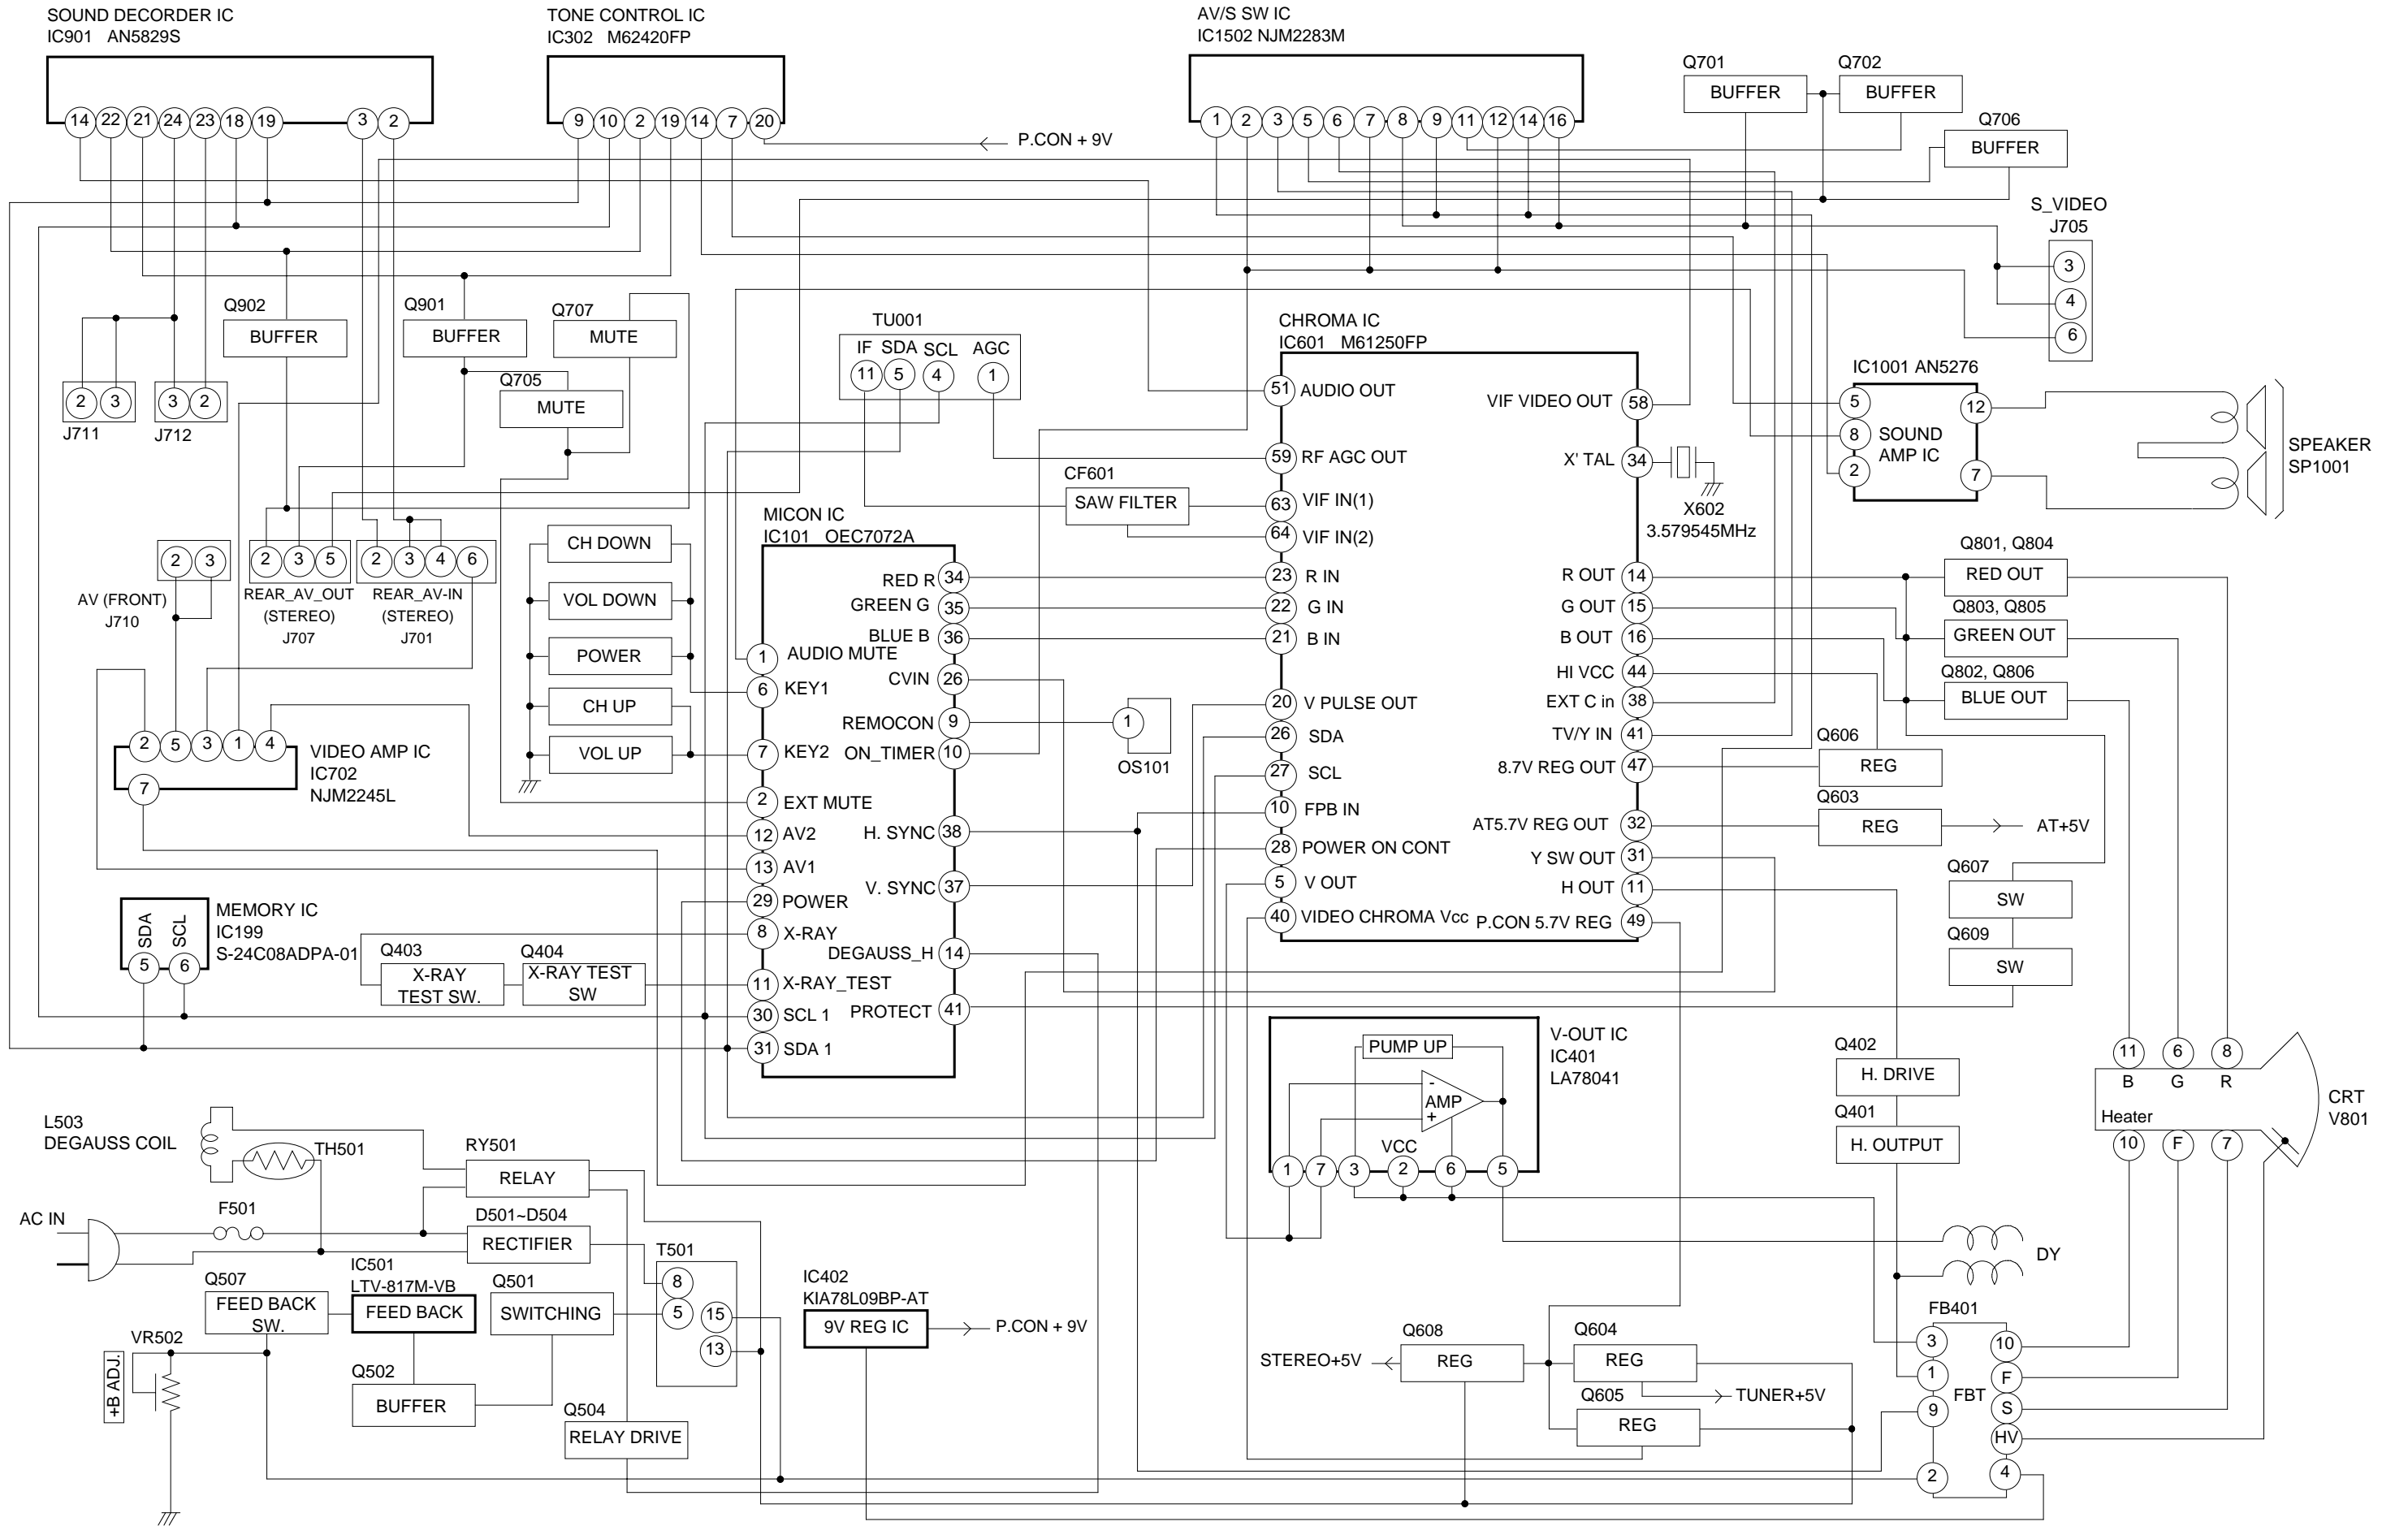 SOUND DECORDER IC
IC901 AN5829S
14 22 21 24 23 18 19 3 2
TONE CONTROL IC
IC302 M62420FP
9 10 2 19 14 7 20
P.CON + 9V
AV/S SW IC
IC1502 NJM2283M
1 2 3 5 6 7 8 9 11 12 14 16
Q701
BUFFER
Q702
BUFFER
Q706
BUFFER
S_VIDEO
J705
3
4
6
Q902
BUFFER
Q901
BUFFER
Q707
MUTE
Q705
MUTE
TU001
IF SDA SCL AGC
11 5 4 1
2 3
J711
3 2
J712
CHROMA IC
IC601 M61250FP
51 AUDIO OUT
59 RF AGC OUT
63 VIF IN(1)
64 VIF IN(2)
23 R IN
22 G IN
21 B IN
20 V PULSE OUT
26 SDA
27 SCL
10 FPB IN
28 POWER ON CONT
5 V OUT
40 VIDEO CHROMA Vcc
VIF VIDEO OUT 58
X' TAL 34
X602
3.579545MHz
R OUT 14
G OUT 15
B OUT 16
HI VCC 44
EXT C in 38
TV/Y IN 41
8.7V REG OUT 47
AT5.7V REG OUT 32
Y SW OUT 31
H OUT 11
P.CON 5.7V REG 49
IC1001 AN5276
5
8
2
SOUND
AMP IC
12
7
SPEAKER
SP1001
CF601
SAW FILTER
2 3
AV (FRONT)
J710
2 3 5
REAR_AV_OUT
(STEREO)
J707
2 3 4 6
REAR_AV-IN
(STEREO)
J701
CH DOWN
VOL DOWN
POWER
CH UP
VOL UP
MICON IC
IC101 OEC7072A
1 AUDIO MUTE
6 KEY1
7 KEY2
2 EXT MUTE
12 AV2
13 AV1
29 POWER
8 X-RAY
11 X-RAY_TEST
30 SCL 1
31 SDA 1
RED R 34
GREEN G 35
BLUE B 36
CVIN 26
REMOCON 9
ON_TIMER 10
H. SYNC 38
V. SYNC 37
DEGAUSS_H 14
PROTECT 41
1
OS101
2 5 3 1 4
7
VIDEO AMP IC
IC702
NJM2245L
SDA SCL
5 6
MEMORY IC
IC199
S-24C08ADPA-01
Q403
X-RAY
TEST SW.
Q404
X-RAY TEST
SW
Q801, Q804
RED OUT
Q803, Q805
GREEN OUT
Q802, Q806
BLUE OUT
Q606
REG
Q603
REG
AT+5V
Q607
SW
Q609
SW
Q402
H. DRIVE
Q401
H. OUTPUT
11 6 8
B G R
Heater
10 F 7
CRT
V801
V-OUT IC
IC401
LA78041
PUMP UP
-
AMP
+
VCC
1 7 3 2 6 5
DY
FB401
FBT
3
1
9
2
10
F
S
HV
4
L503
DEGAUSS COIL
TH501
RY501
RELAY
AC IN
F501
D501~D504
RECTIFIER
T501
8
5
15
13
Q507
FEED BACK
SW.
IC501
LTV-817M-VB
FEED BACK
Q501
SWITCHING
VR502
+B ADJ.
Q502
BUFFER
Q504
RELAY DRIVE
IC402
KIA78L09BP-AT
9V REG IC
P.CON + 9V
STEREO+5V
Q608
REG
Q604
REG
TUNER+5V
Q605
REG